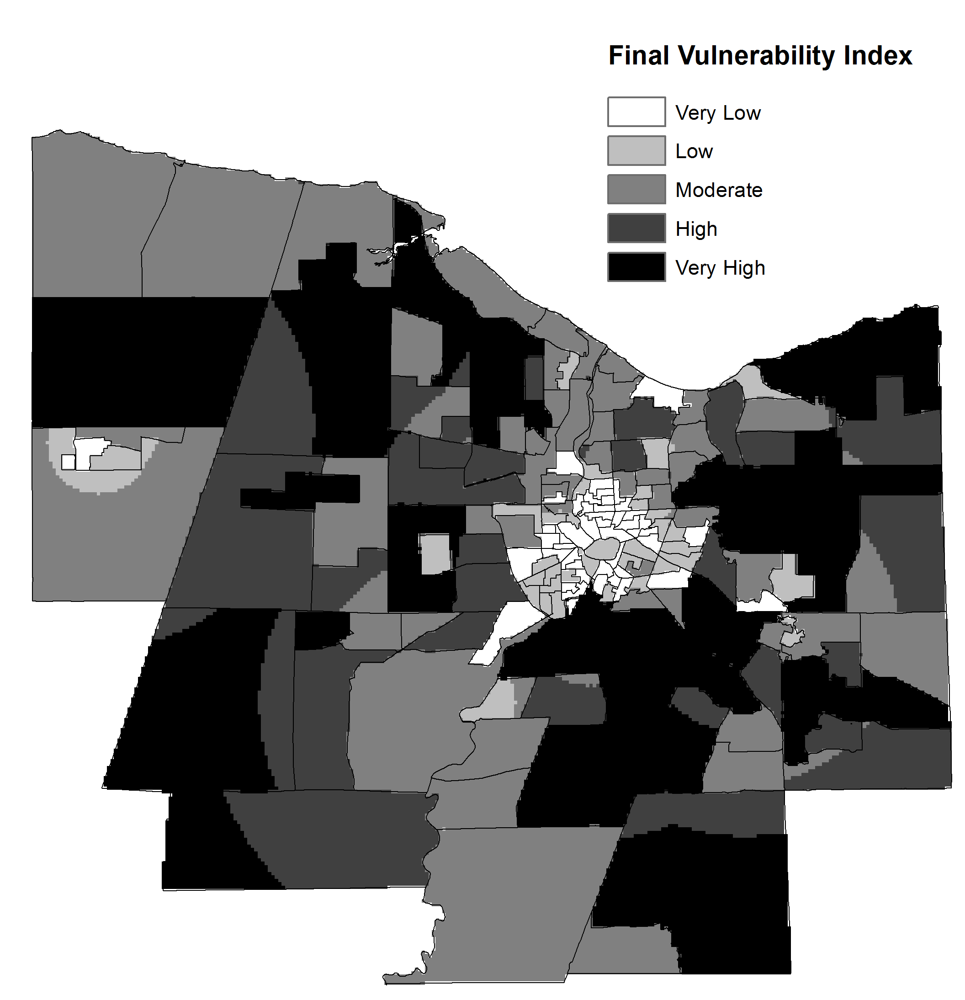 Final Vulnerability Index
Very Low
Low
Moderate
High
Very High